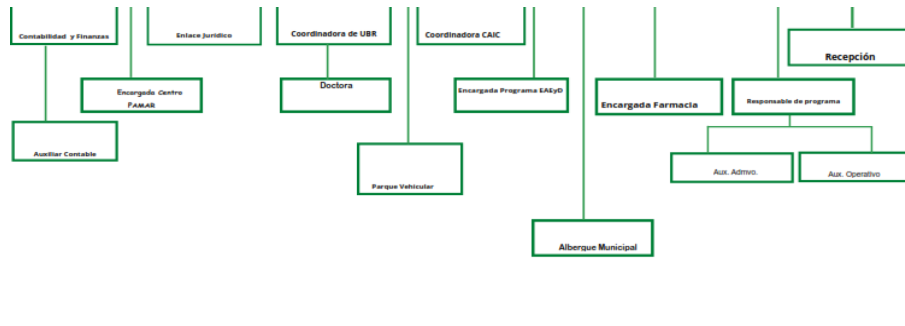 Contabilidad y Finanzas
Enlace Jurídico
Coordinadora de UBR
Coordinadora CAIC
Recepción
Encargada Centro
PAMAR
Doctora
Encargada Programa EAEyD
Encargada Farmacia
Responsable de programa
Auxiliar Contable
Parque Vehicular
Aux. Admvo.
Aux. Operativo
Albergue Municipal